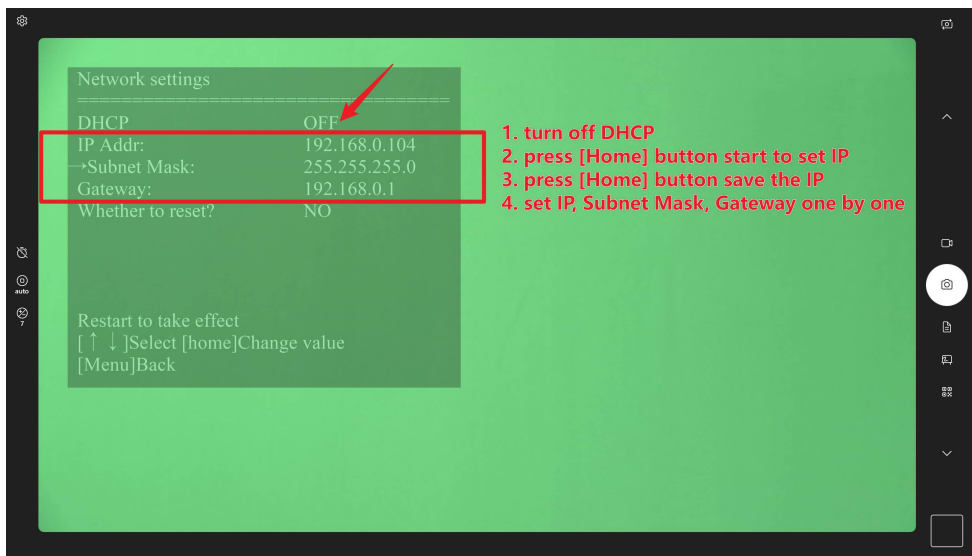 Network settings
==================================
DHCP OFF
IP Addr: 192.168.0.104
→Subnet Mask: 255.255.255.0
Gateway: 192.168.0.1
Whether to reset? NO
Restart to take effect
[ ↑ ↓ ]Select [home]Change value
[Menu]Back
1. turn off DHCP
2. press [Home] button start to set IP
3. press [Home] button save the IP
4. set IP, Subnet Mask, Gateway one by one
auto
7